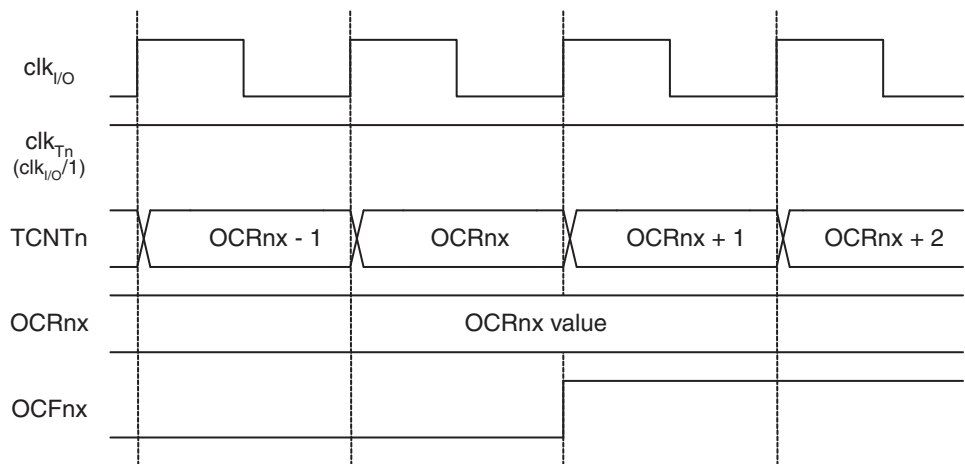 clkI/O
clkTn
(clkI/O/1)
TCNTn
OCRnx - 1
OCRnx
OCRnx + 1
OCRnx + 2
OCRnx
OCRnx value
OCFnx